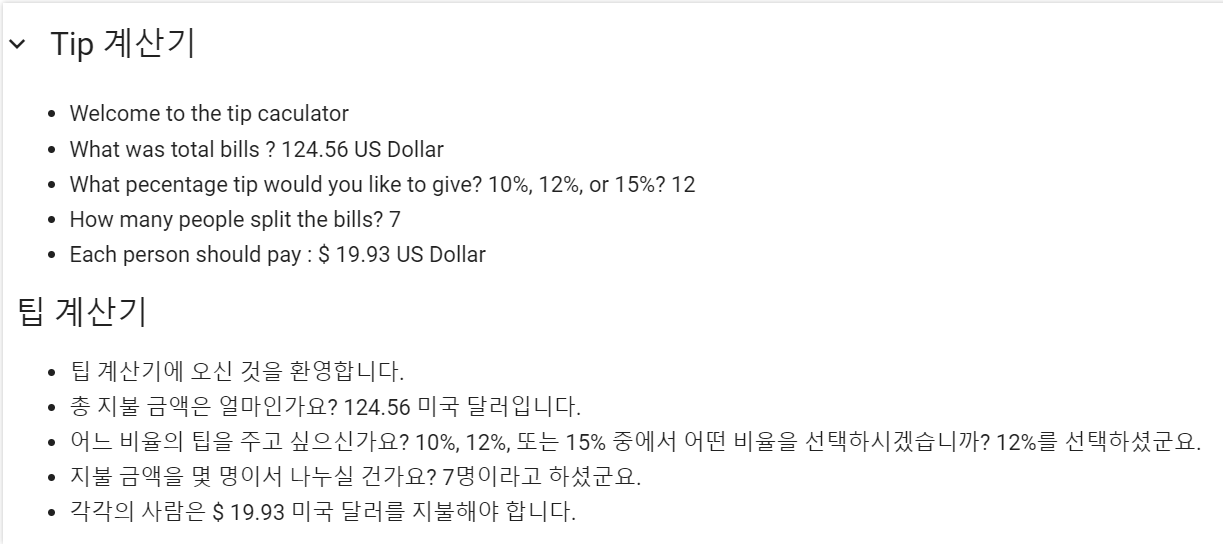 Tip 계산기
Welcome to the tip caculator
What was total bills ? 124.56 US Dollar
What pecentage tip would you like to give? 10%, 12%, or 15%? 12
How many people split the bills? 7
Each person should pay : $ 19.93 US Dollar
팁 계산기
팁 계산기에 오신 것을 환영합니다.
총 지불 금액은 얼마인가요? 124.56 미국 달러입니다.
어느 비율의 팁을 주고 싶으신가요? 10%, 12%, 또는 15% 중에서 어떤 비율을 선택하시겠습니까? 12%를 선택하셨군요.
지불 금액을 몇 명이서 나누실 건가요? 7명이라고 하셨군요.
각각의 사람은 $ 19.93 미국 달러를 지불해야 합니다.